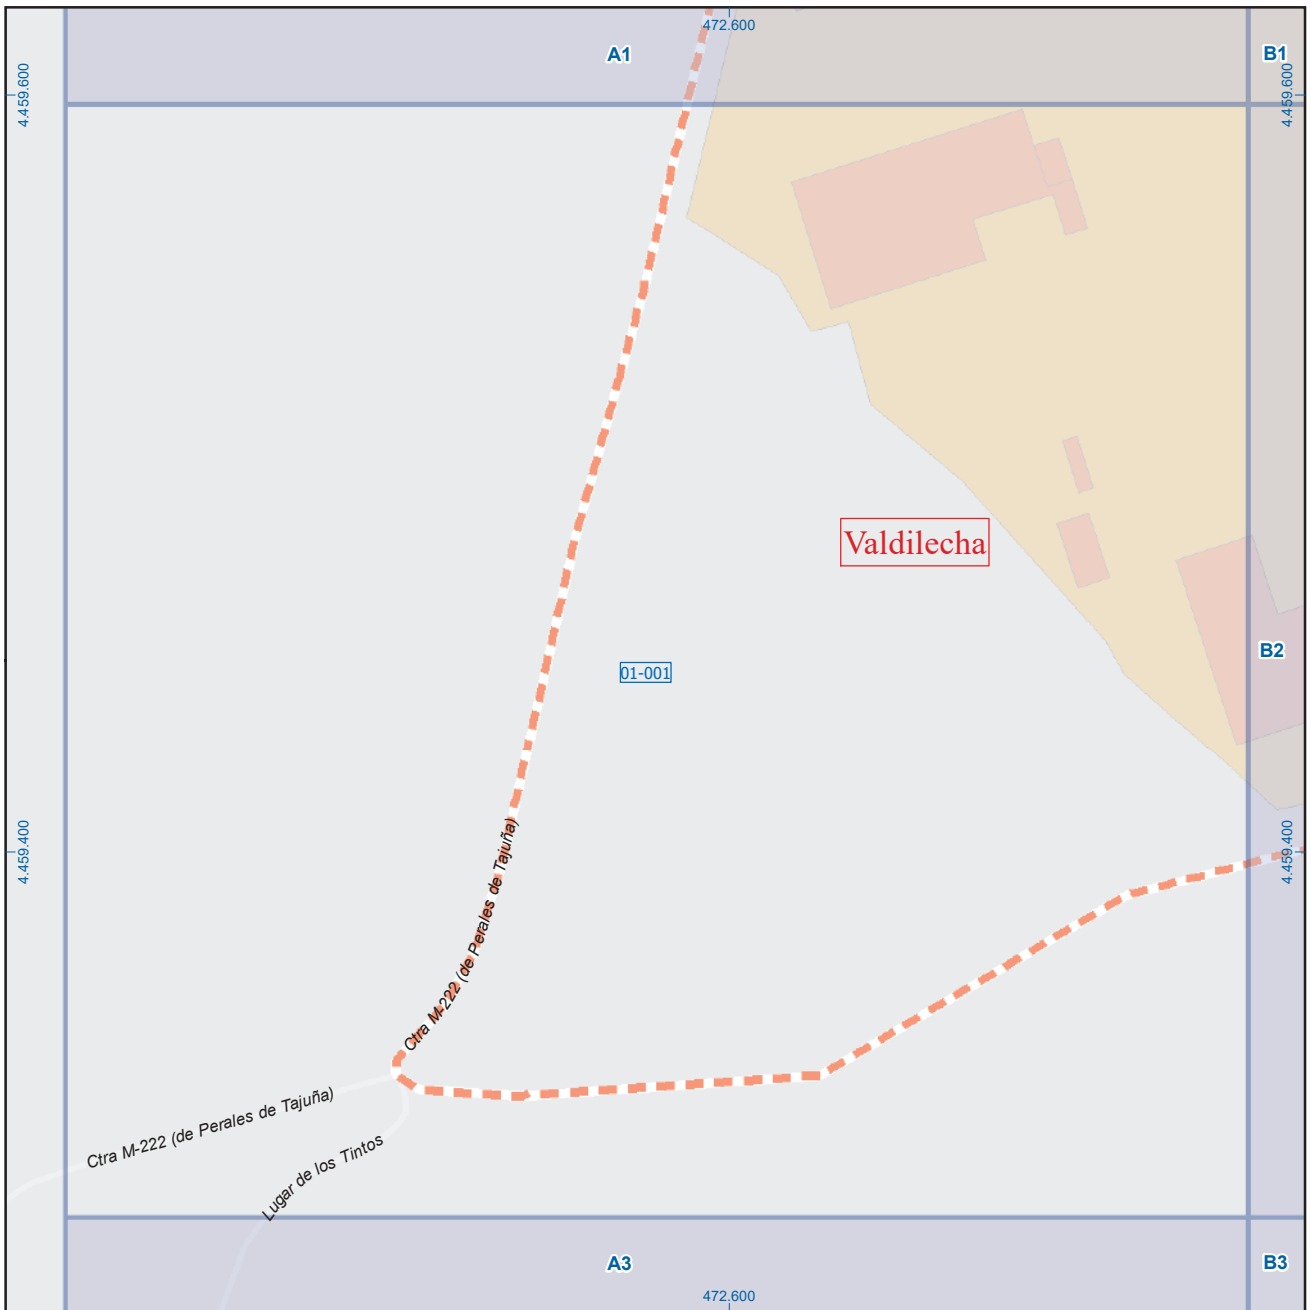 472.600
A1
B1
4.459.600
4.459.600
Valdilecha
B2
01-001
4.459.400
4.459.400
Ctra M-222 (de Perales de Tajuña)
Ctra M-222 (de Perales de Tajuña)
Lugar de los Tintos
A3
B3
472.600